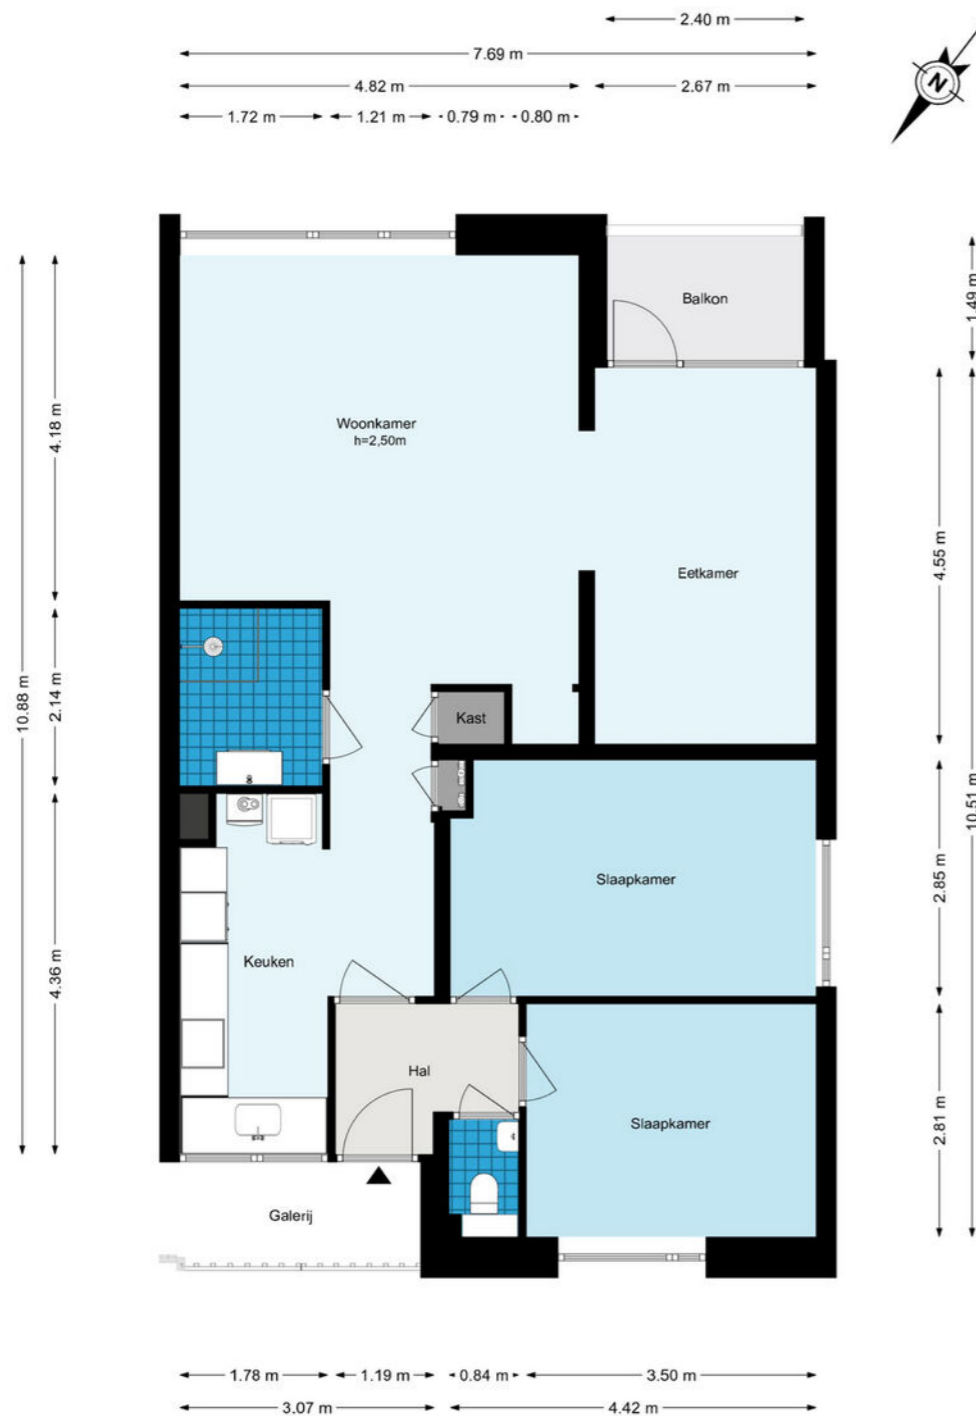 2.40 m
7.69 m
4.82 m
2.67 m
1.72 m
1.21 m
0.79 m
0.80 m
N
1.49 m
Balkon
Woonkamer
h=2,50m
4.18 m
4.55 m
Eetkamer
10.88 m
2.14 m
Kast
10.51 m
Slaapkamer
2.85 m
Keuken
4.36 m
Hal
Slaapkamer
2.81 m
Galerij
1.78 m
1.19 m
0.84 m
3.50 m
3.07 m
4.42 m